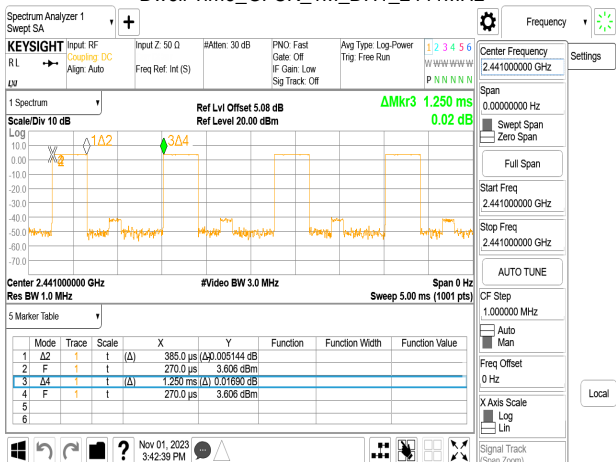 Spectrum Analyzer 1
Swept SA
Frequency
KEYSIGHT
Input: RF
Coupling: DC
Align: Auto
Input Z: 50 Ω
Freq Ref: Int (S)
#Atten: 30 dB
PNO: Fast
Gate: Off
IF Gain: Low
Sig Track: Off
Avg Type: Log-Power
Trig: Free Run
1 2 3 4 5 6
W W W W W W
P N N N N N
R L
LXI
1 Spectrum
Scale/Div 10 dB
Ref Lvl Offset 5.08 dB
Ref Level 20.00 dBm
ΔMkr3 1.250 ms
0.02 dB
Log
10.0
0.00
-10.0
-20.0
-30.0
-40.0
-50.0
-60.0
-70.0
1Δ2
3Δ4
Center 2.441000000 GHz
Res BW 1.0 MHz
#Video BW 3.0 MHz
Span 0 Hz
Sweep 5.00 ms (1001 pts)
5 Marker Table
Mode Trace Scale X Y Function Function Width Function Value
1 Δ2 1 t (Δ) 385.0 µs (Δ) 0.005144 dB
2 F 1 t 270.0 µs 3.606 dBm
3 Δ4 1 t (Δ) 1.250 ms (Δ) 0.01690 dB
4 F 1 t 270.0 µs 3.606 dBm
5
6
Nov 01, 2023
3:42:39 PM
Center Frequency
2.441000000 GHz
Settings
Span
0.00000000 Hz
Swept Span
Zero Span
Full Span
Start Freq
2.441000000 GHz
Stop Freq
2.441000000 GHz
AUTO TUNE
CF Step
1.000000 MHz
Auto
Man
Freq Offset
0 Hz
Local
X Axis Scale
Log
Lin
Signal Track
(Span Zoom)